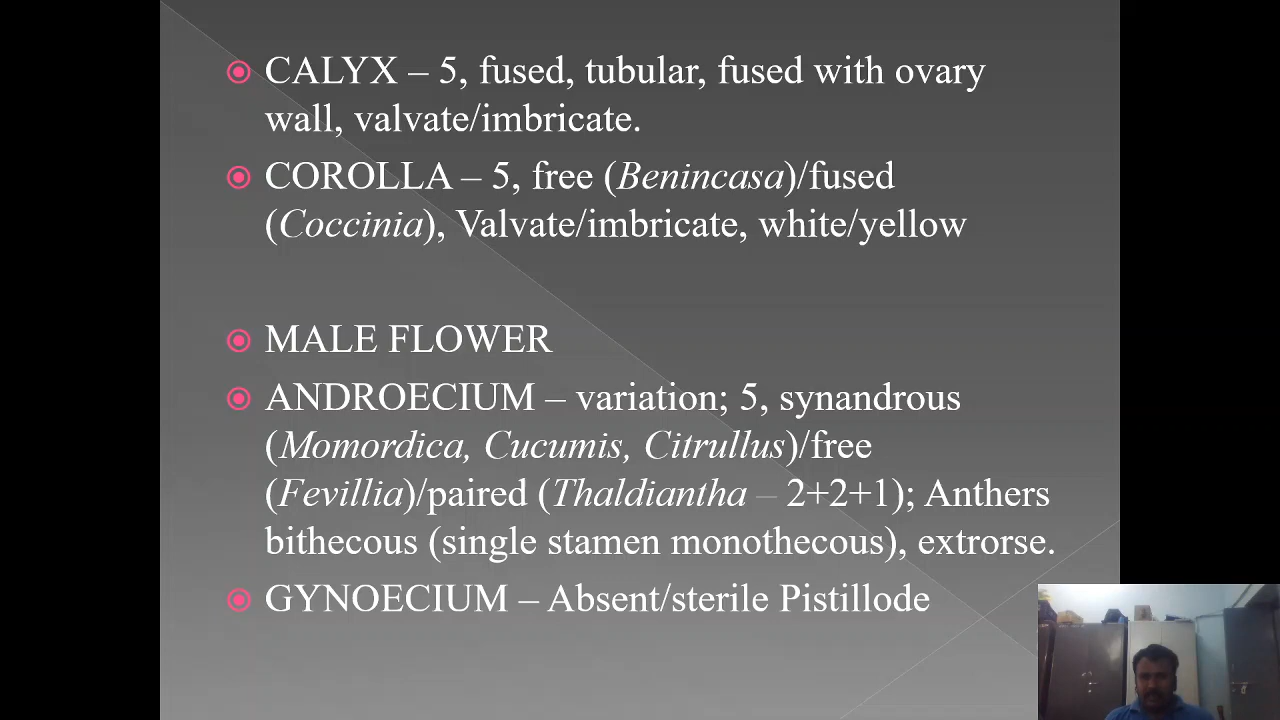 CALYX – 5, fused, tubular, fused with ovary
wall, valvate/imbricate.
COROLLA – 5, free (Benincasa)/fused
(Coccinia), Valvate/imbricate, white/yellow
MALE FLOWER
ANDROECIUM – variation; 5, synandrous
(Momordica, Cucumis, Citrullus)/free
(Fevillia)/paired (Thaldiantha – 2+2+1); Anthers
bithecous (single stamen monothecous), extrorse.
GYNOECIUM – Absent/sterile Pistillode